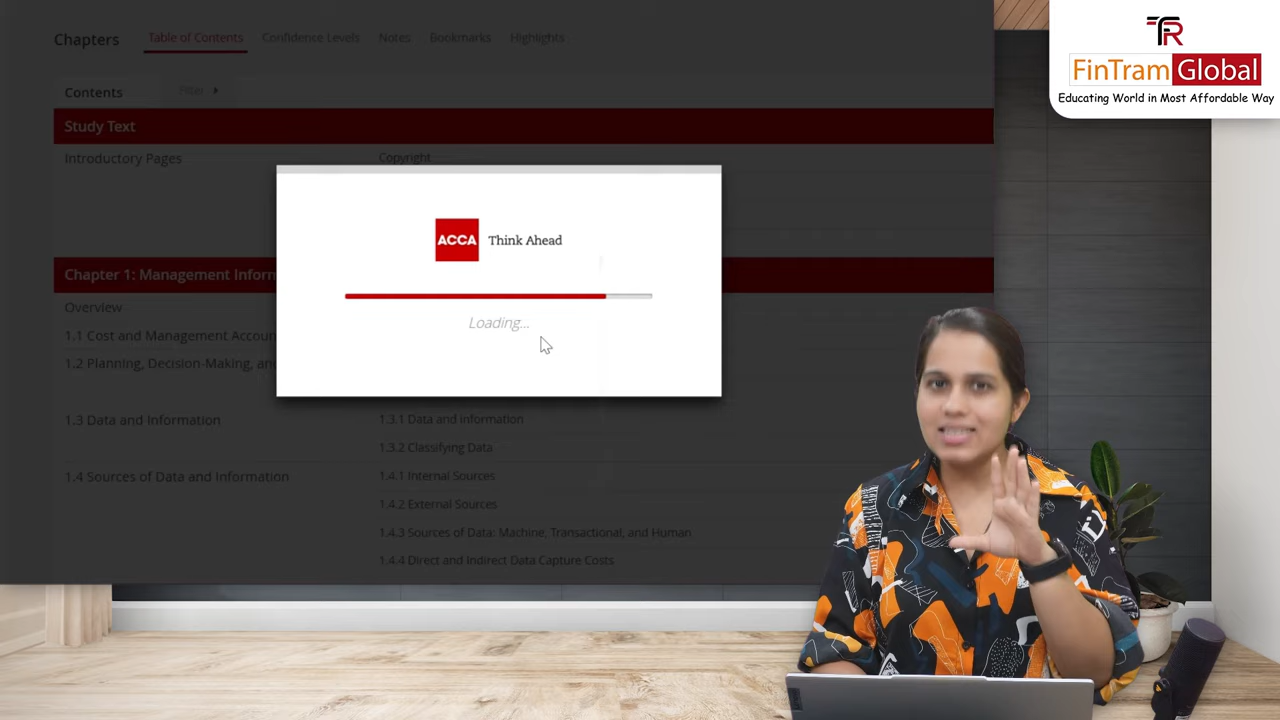 Chapters
Table of Contents
Confidence Levels
Notes
Bookmarks
Highlights
Contents
Filter
Study Text
Introductory Pages
Copyright
Chapter 1: Management Inform
Overview
1.1 Cost and Management Accoun
1.2 Planning, Decision-Making, an
1.3 Data and Information
1.3.1 Data and Information
1.3.2 Classifying Data
1.4 Sources of Data and Information
1.4.1 Internal Sources
1.4.2 External Sources
1.4.3 Sources of Data: Machine, Transactional, and Human
1.4.4 Direct and Indirect Data Capture Costs
ACCA
Think Ahead
Loading...
FinTram Global
Educating World in Most Affordable Way